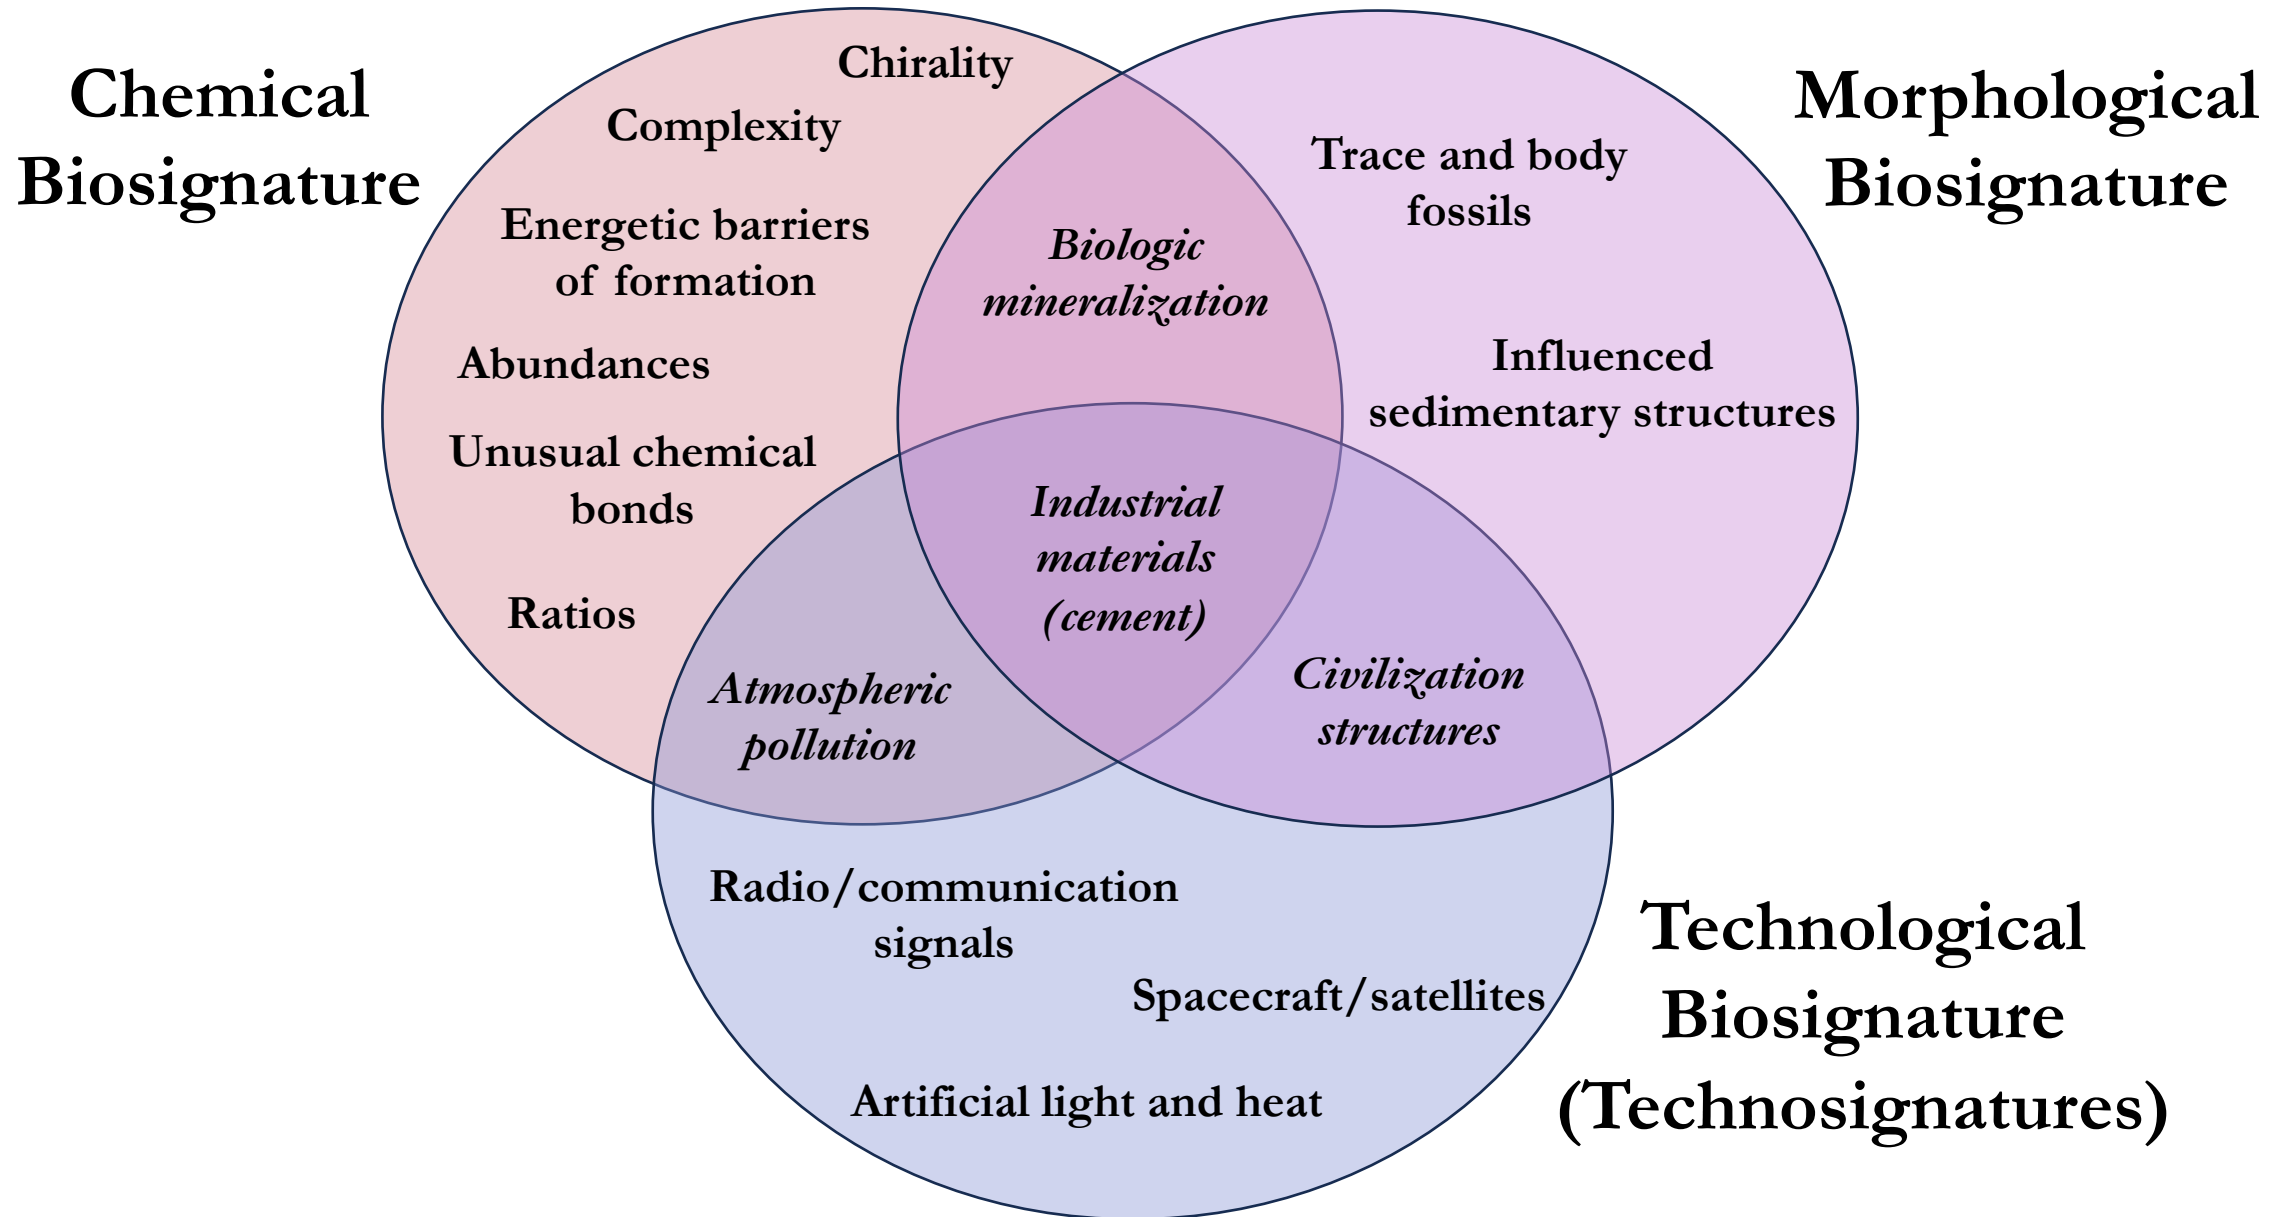 Chemical
Biosignature
Chirality
Complexity
Energetic barriers
of formation
Abundances
Unusual chemical
bonds
Ratios
Biologic
mineralization
Morphological
Biosignature
Trace and body
fossils
Influenced
sedimentary structures
Industrial
materials
(cement)
Atmospheric
pollution
Civilization
structures
Radio/communication
signals
Spacecraft/satellites
Artificial light and heat
Technological
Biosignature
(Technosignatures)